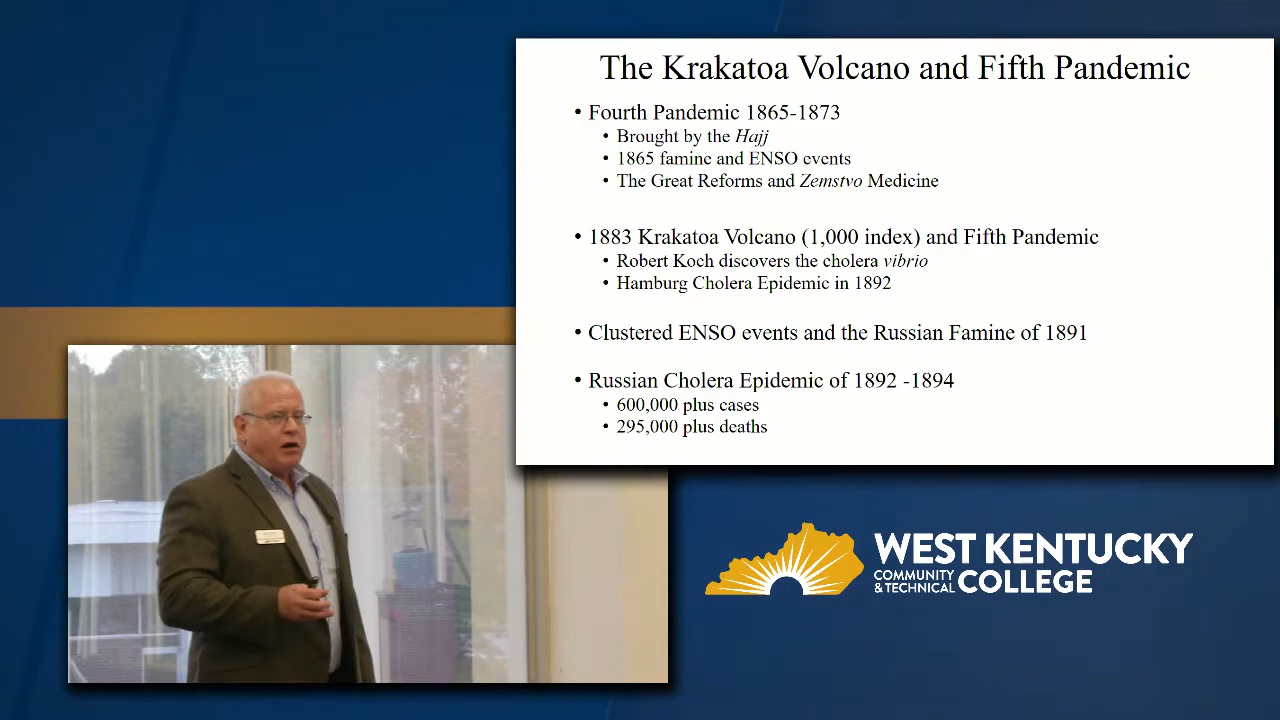 The Krakatoa Volcano and Fifth Pandemic
• Fourth Pandemic 1865-1873
• Brought by the Hajj
• 1865 famine and ENSO events
• The Great Reforms and Zemstvo Medicine
• 1883 Krakatoa Volcano (1,000 index) and Fifth Pandemic
• Robert Koch discovers the cholera vibrio
• Hamburg Cholera Epidemic in 1892
• Clustered ENSO events and the Russian Famine of 1891
• Russian Cholera Epidemic of 1892 -1894
• 600,000 plus cases
• 295,000 plus deaths
WEST KENTUCKY
COMMUNITY & TECHNICAL COLLEGE